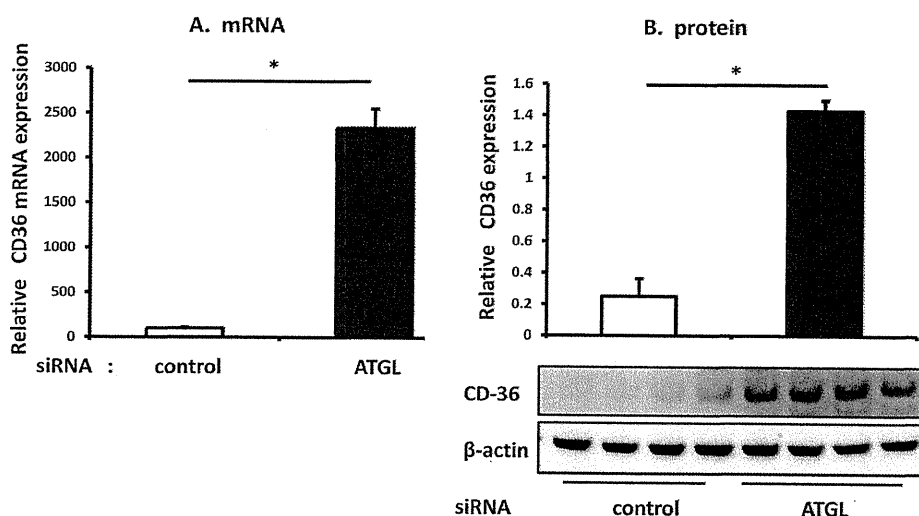 A. mRNA
*
Relative CD36 mRNA expression
3000
2500
2000
1500
1000
500
0
siRNA : control ATGL
B. protein
*
Relative CD36 expression
1.6
1.4
1.2
1
0.8
0.6
0.4
0.2
0
CD-36
β-actin
siRNA control ATGL